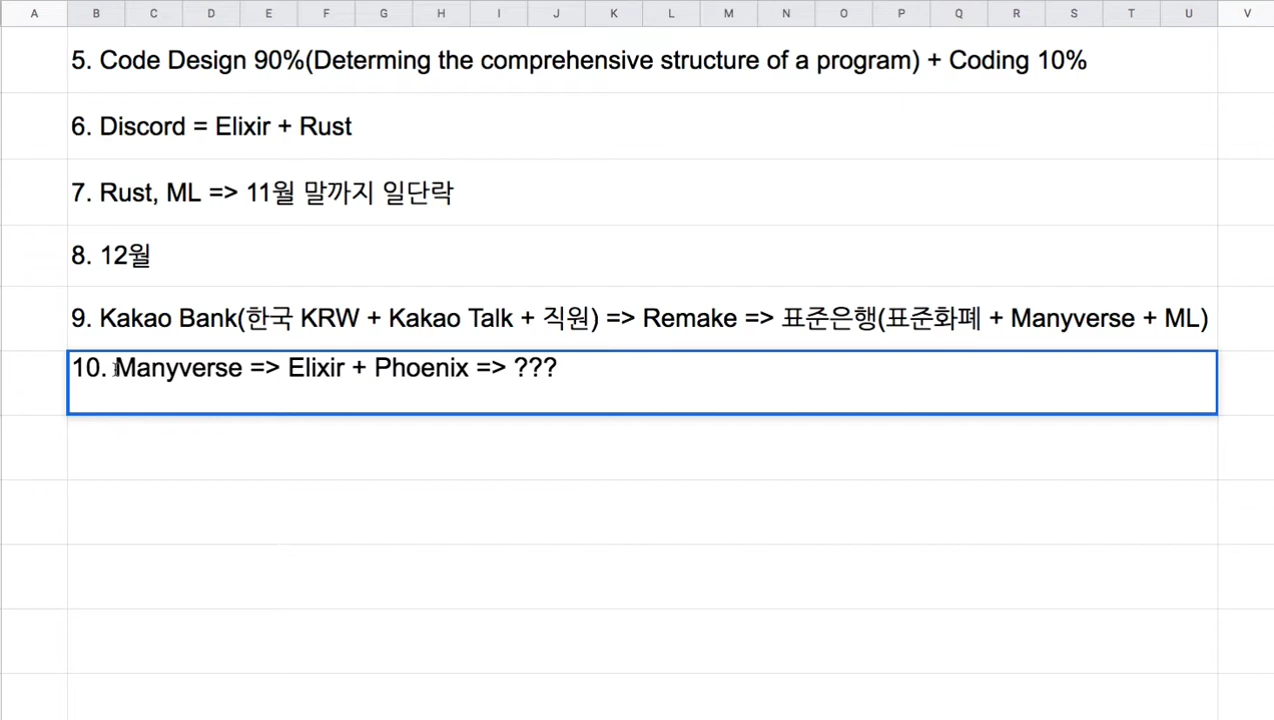 A B C D E F G H I J K L M N O P Q R S T U V
5. Code Design 90%(Determing the comprehensive structure of a program) + Coding 10%
6. Discord = Elixir + Rust
7. Rust, ML => 11월 말까지 일단락
8. 12월
9. Kakao Bank(한국 KRW + Kakao Talk + 직원) => Remake => 표준은행(표준화폐 + Manyverse + ML)
10. Manyverse => Elixir + Phoenix => ???